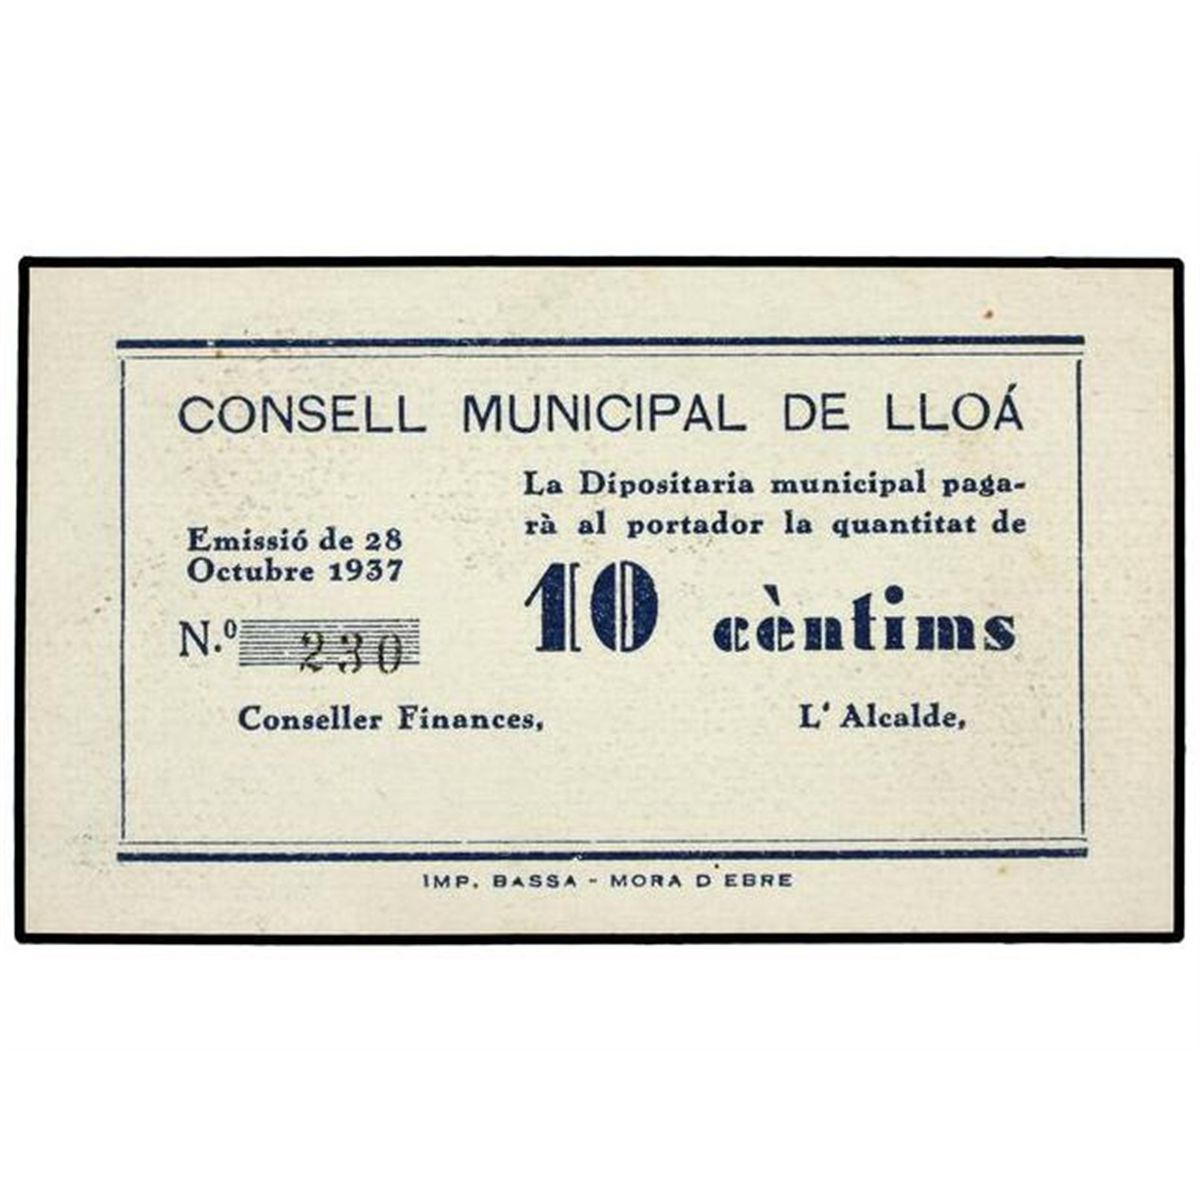 CONSELL MUNICIPAL DE LLOÁ
Emissió de 28
Octubre 1937
N.º 230
La Dipositaria municipal paga-
rà al portador la quantitat de
10 cèntims
Conseller Finances,
L' Alcalde,
IMP. BASSA - MORA D'EBRE